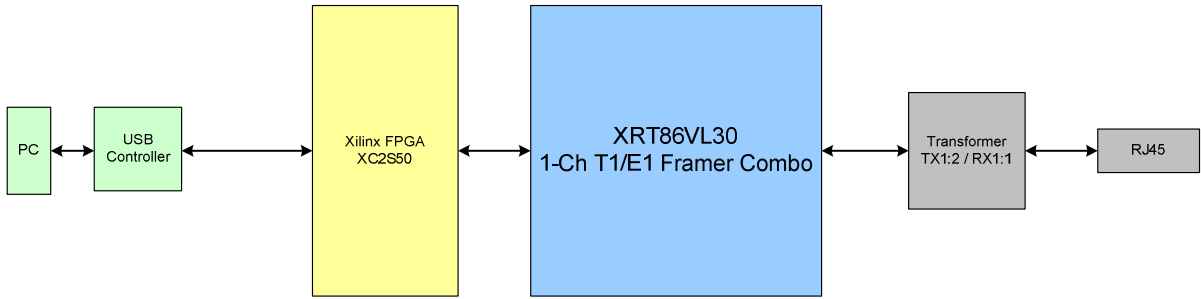 PC
USB
Controller
Xilinx FPGA
XC2S50
XRT86VL30
1-Ch T1/E1 Framer Combo
Transformer
TX1:2 / RX1:1
RJ45